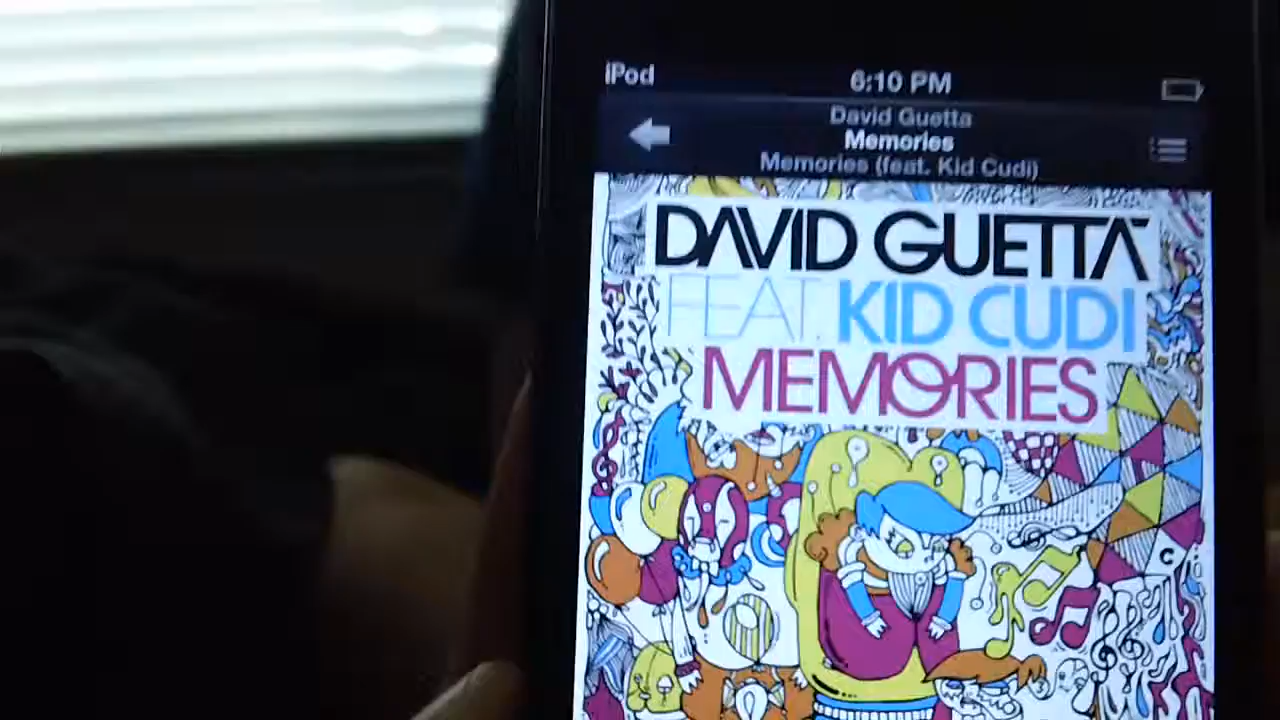 iPod
6:10 PM
David Guetta
Memories
Memories (feat. Kid Cudi)
DAVID GUETTA
FEAT. KID CUDI
MEMORIES